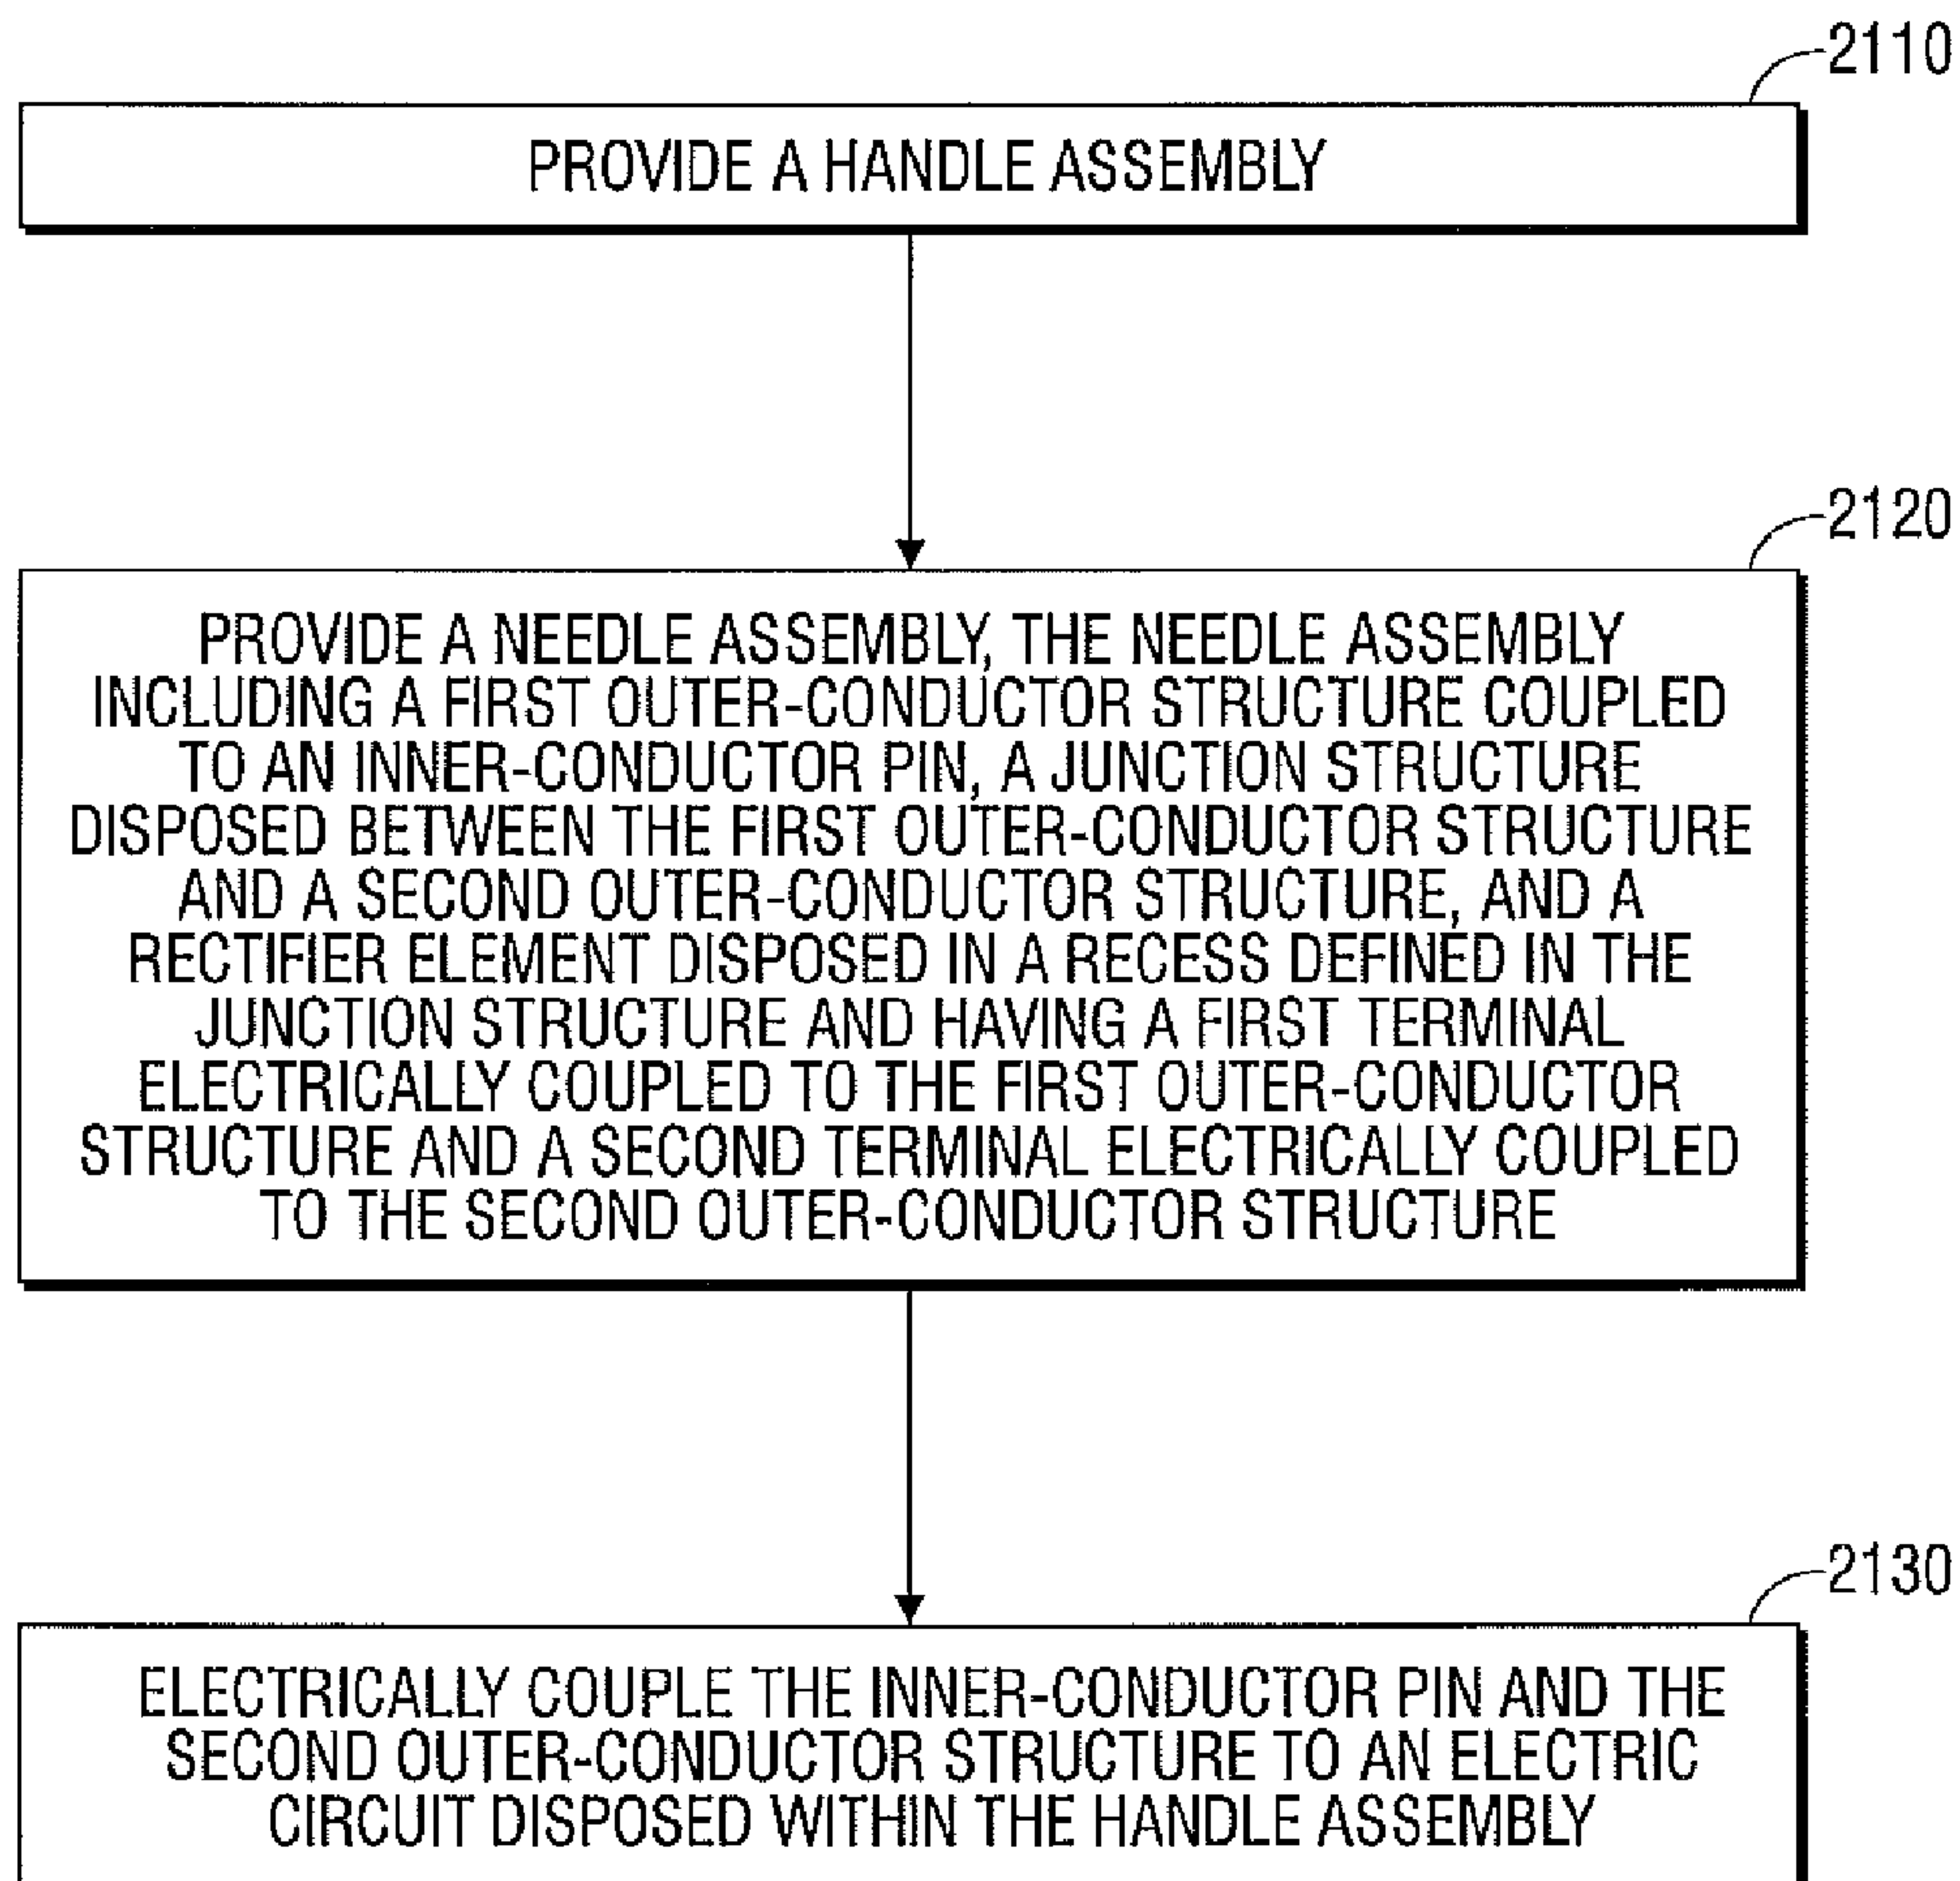 2110
PROVIDE A HANDLE ASSEMBLY
2120
PROVIDE A NEEDLE ASSEMBLY, THE NEEDLE ASSEMBLY
INCLUDING A FIRST OUTER-CONDUCTOR STRUCTURE COUPLED
TO AN INNER-CONDUCTOR PIN, A JUNCTION STRUCTURE
DISPOSED BETWEEN THE FIRST OUTER-CONDUCTOR STRUCTURE
AND A SECOND OUTER-CONDUCTOR STRUCTURE, AND A
RECTIFIER ELEMENT DISPOSED IN A RECESS DEFINED IN THE
JUNCTION STRUCTURE AND HAVING A FIRST TERMINAL
ELECTRICALLY COUPLED TO THE FIRST OUTER-CONDUCTOR
STRUCTURE AND A SECOND TERMINAL ELECTRICALLY COUPLED
TO THE SECOND OUTER-CONDUCTOR STRUCTURE
2130
ELECTRICALLY COUPLE THE INNER-CONDUCTOR PIN AND THE
SECOND OUTER-CONDUCTOR STRUCTURE TO AN ELECTRIC
CIRCUIT DISPOSED WITHIN THE HANDLE ASSEMBLY